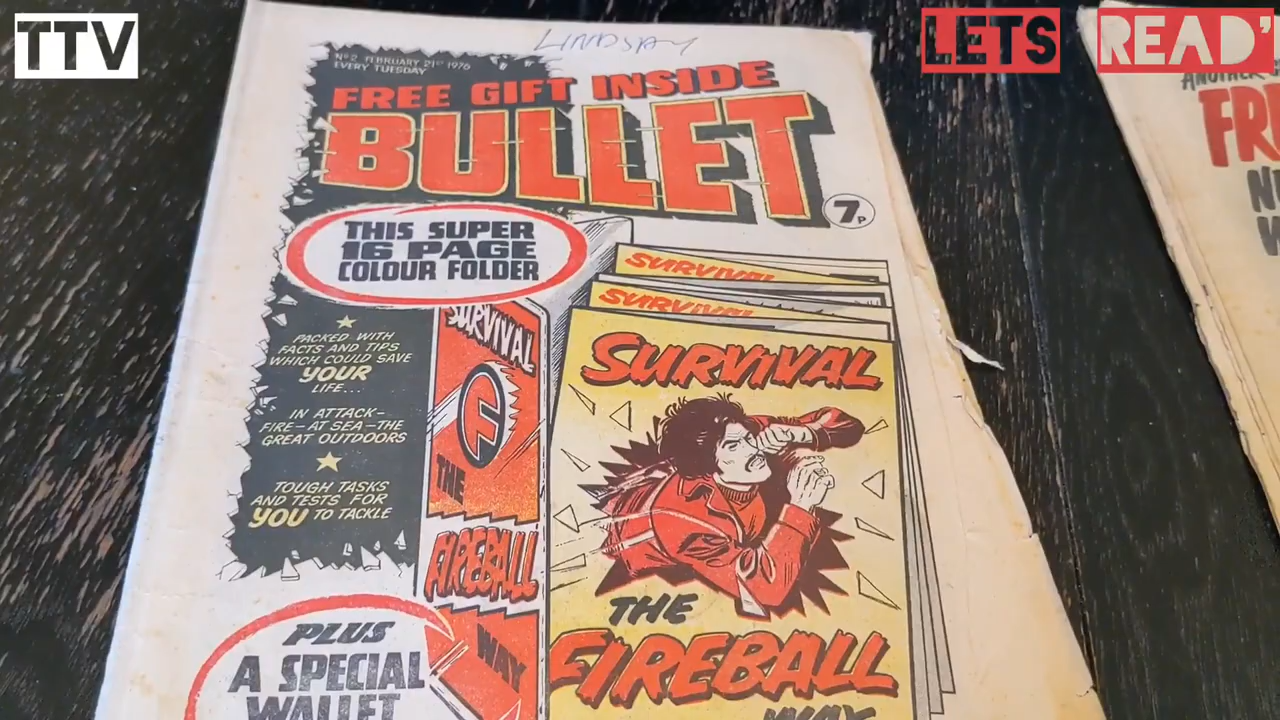 TTV
LETS READ'
LINDSAY
No 2 FEBRUARY 21ST 1976
EVERY TUESDAY
FREE GIFT INSIDE
BULLET
7P
THIS SUPER
16 PAGE
COLOUR FOLDER
PACKED WITH
FACTS AND TIPS
WHICH COULD SAVE
YOUR
LIFE...
IN ATTACK—
FIRE—AT SEA—THE
GREAT OUTDOORS
TOUGH TASKS
AND TESTS FOR
YOU TO TACKLE
PLUS
A SPECIAL
WALLET
SURVIVAL
F
THE
FIREBALL
WAY
SURVIVAL
SURVIVAL
SURVIVAL
THE
FIREBALL
WAY
ANOTHER